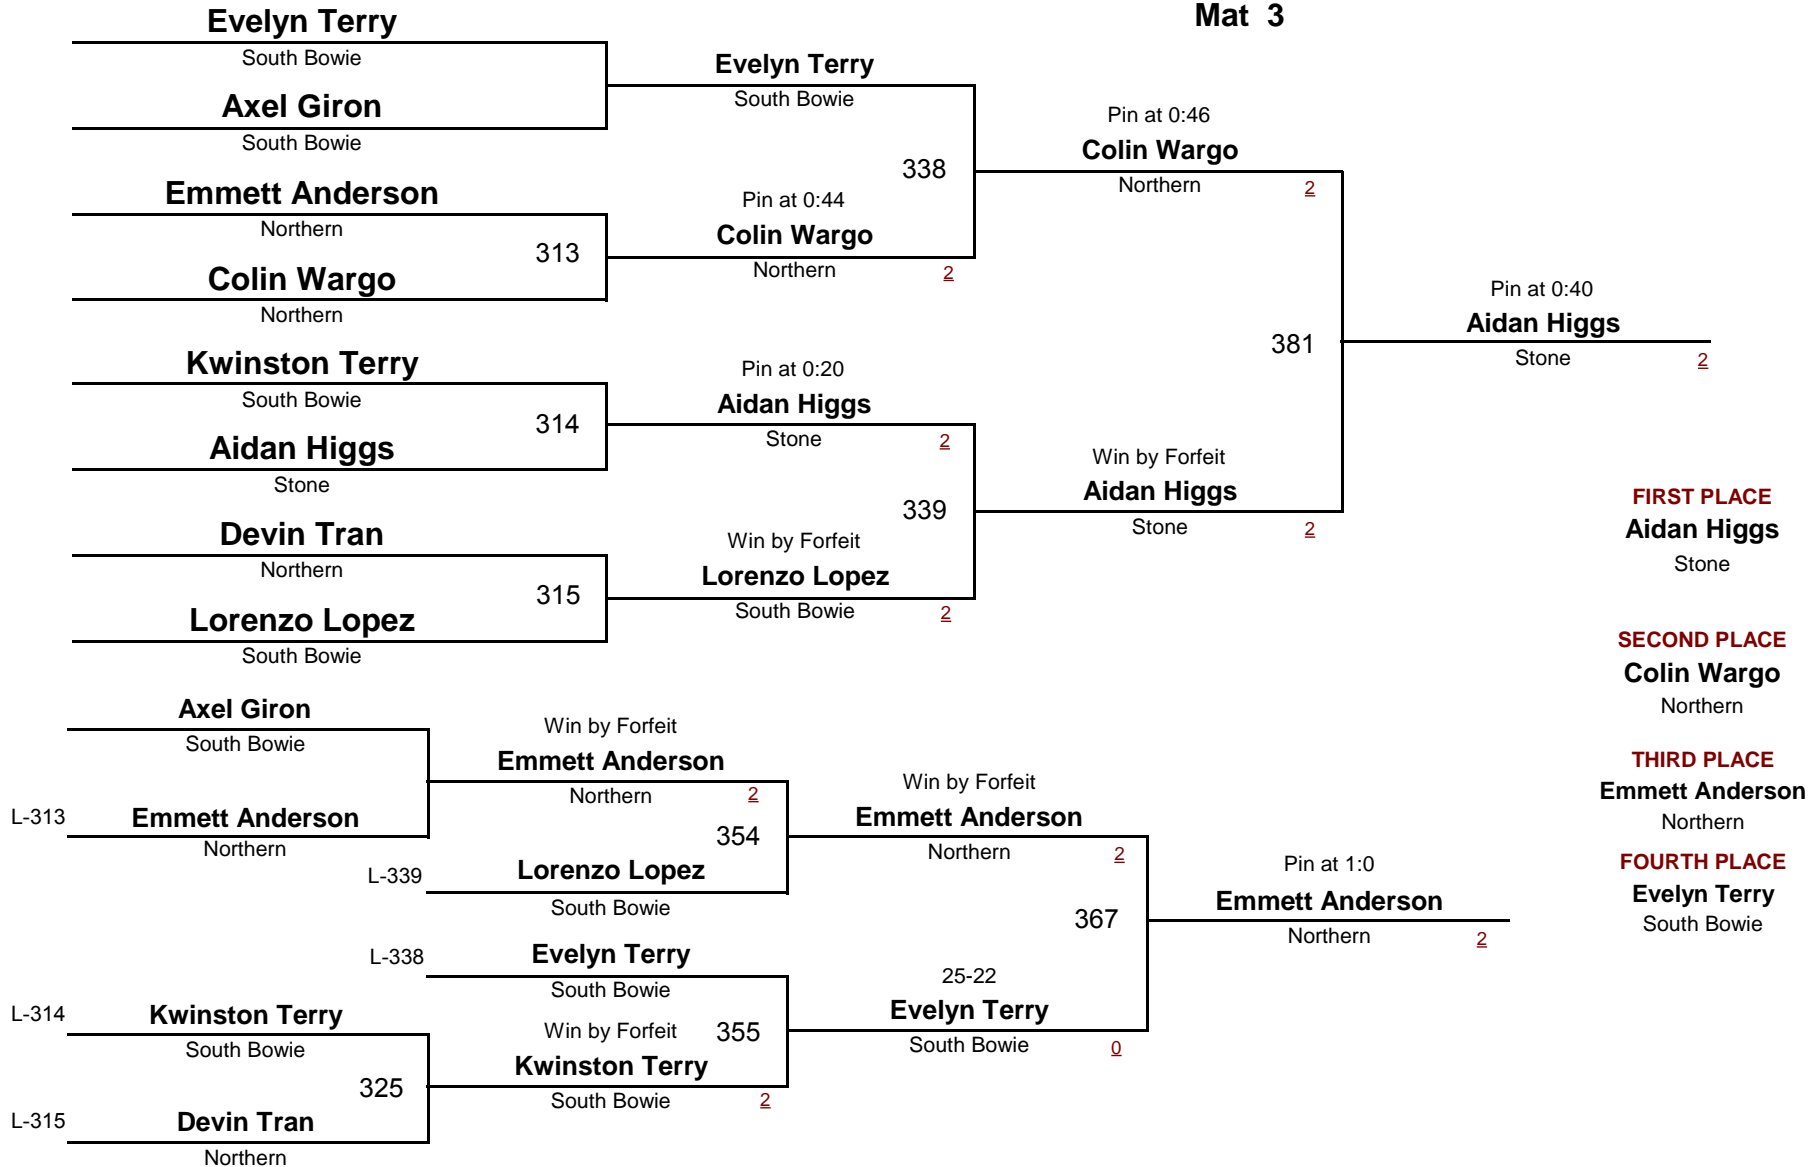 Mat 3
Evelyn Terry
South Bowie
Axel Giron
South Bowie
Emmett Anderson
Northern
313
Colin Wargo
Northern
Kwinston Terry
South Bowie
314
Aidan Higgs
Stone
Devin Tran
Northern
315
Lorenzo Lopez
South Bowie
Evelyn Terry
South Bowie
338
Pin at 0:44
Colin Wargo
Northern
2
Pin at 0:20
Aidan Higgs
Stone
2
339
Win by Forfeit
Lorenzo Lopez
South Bowie
2
Pin at 0:46
Colin Wargo
Northern
2
381
Win by Forfeit
Aidan Higgs
Stone
2
Pin at 0:40
Aidan Higgs
Stone
2
Axel Giron
South Bowie
L-313
Emmett Anderson
Northern
L-314
Kwinston Terry
South Bowie
325
L-315
Devin Tran
Northern
Win by Forfeit
Emmett Anderson
Northern
2
354
L-339
Lorenzo Lopez
South Bowie
L-338
Evelyn Terry
South Bowie
Win by Forfeit
355
Kwinston Terry
South Bowie
2
Win by Forfeit
Emmett Anderson
Northern
2
367
25-22
Evelyn Terry
South Bowie
0
Pin at 1:0
Emmett Anderson
Northern
2
FIRST PLACE
Aidan Higgs
Stone
SECOND PLACE
Colin Wargo
Northern
THIRD PLACE
Emmett Anderson
Northern
FOURTH PLACE
Evelyn Terry
South Bowie